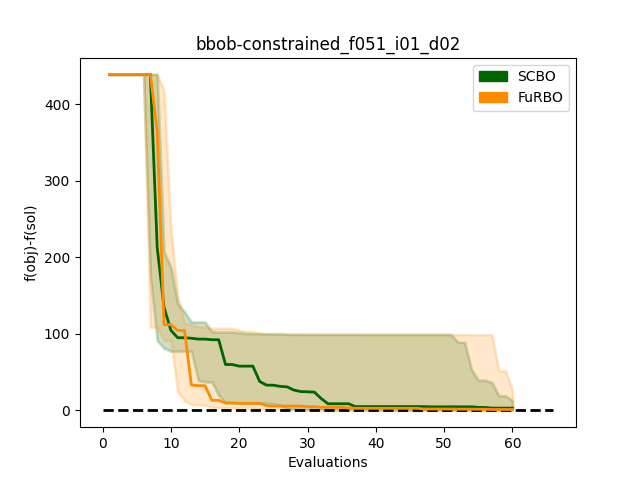 bbob-constrained_f051_i01_d02
SCBO
FuRBO
f(obj)-f(sol)
400
300
200
100
0
0 10 20 30 40 50 60
Evaluations